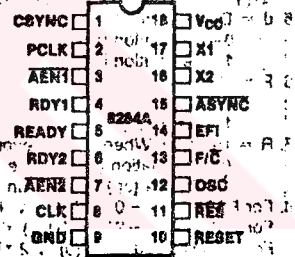 CSYNC 1 18 Vcc
PCLK 2 17 X1
AEN1 3 16 X2
RDY1 4 15 ASYNC
8284A
READY 5 14 EFI
RDY2 6 13 F/C
AEN2 7 12 OSC
CLK 8 11 RES
GND 9 10 RESET